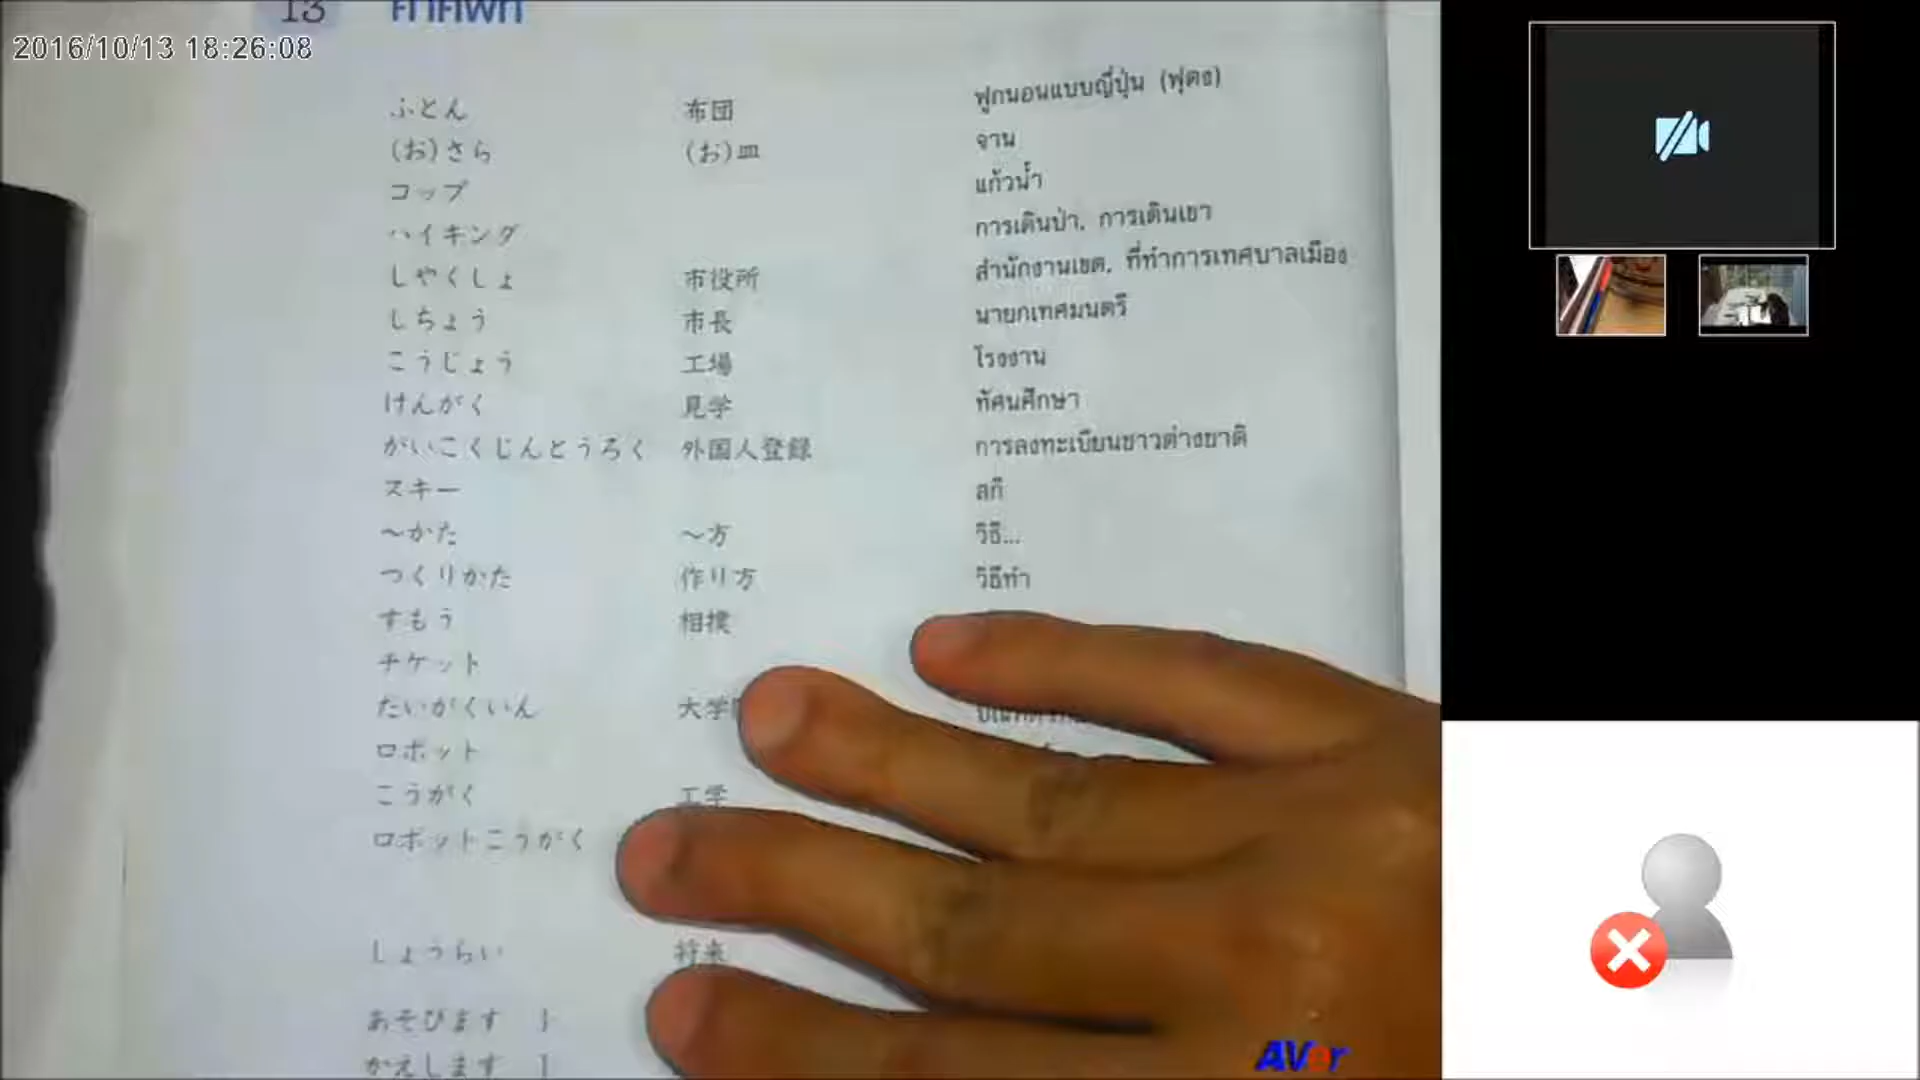 13 คำศัพท์
2016/10/13 18:26:08
ふとん 布団 ฟูกนอนแบบญี่ปุ่น (ฟุตง)
(お)さら (お)皿 จาน
コップ แก้วน้ำ
ハイキング การเดินป่า, การเดินเขา
しやくしょ 市役所 สำนักงานเขต, ที่ทำการเทศบาลเมือง
しちょう 市長 นายกเทศมนตรี
こうじょう 工場 โรงงาน
けんがく 見学 ทัศนศึกษา
がいこくじんとうろく 外国人登録 การลงทะเบียนชาวต่างชาติ
スキー สกี
～かた ～方 วิธี...
つくりかた 作り方 วิธีทำ
すもう 相撲
チケット
だいがくいん 大学
ロボット
こうがく 工学
ロボットこうがく
しょうらい 将来
あそびます I
かえします I
AVer